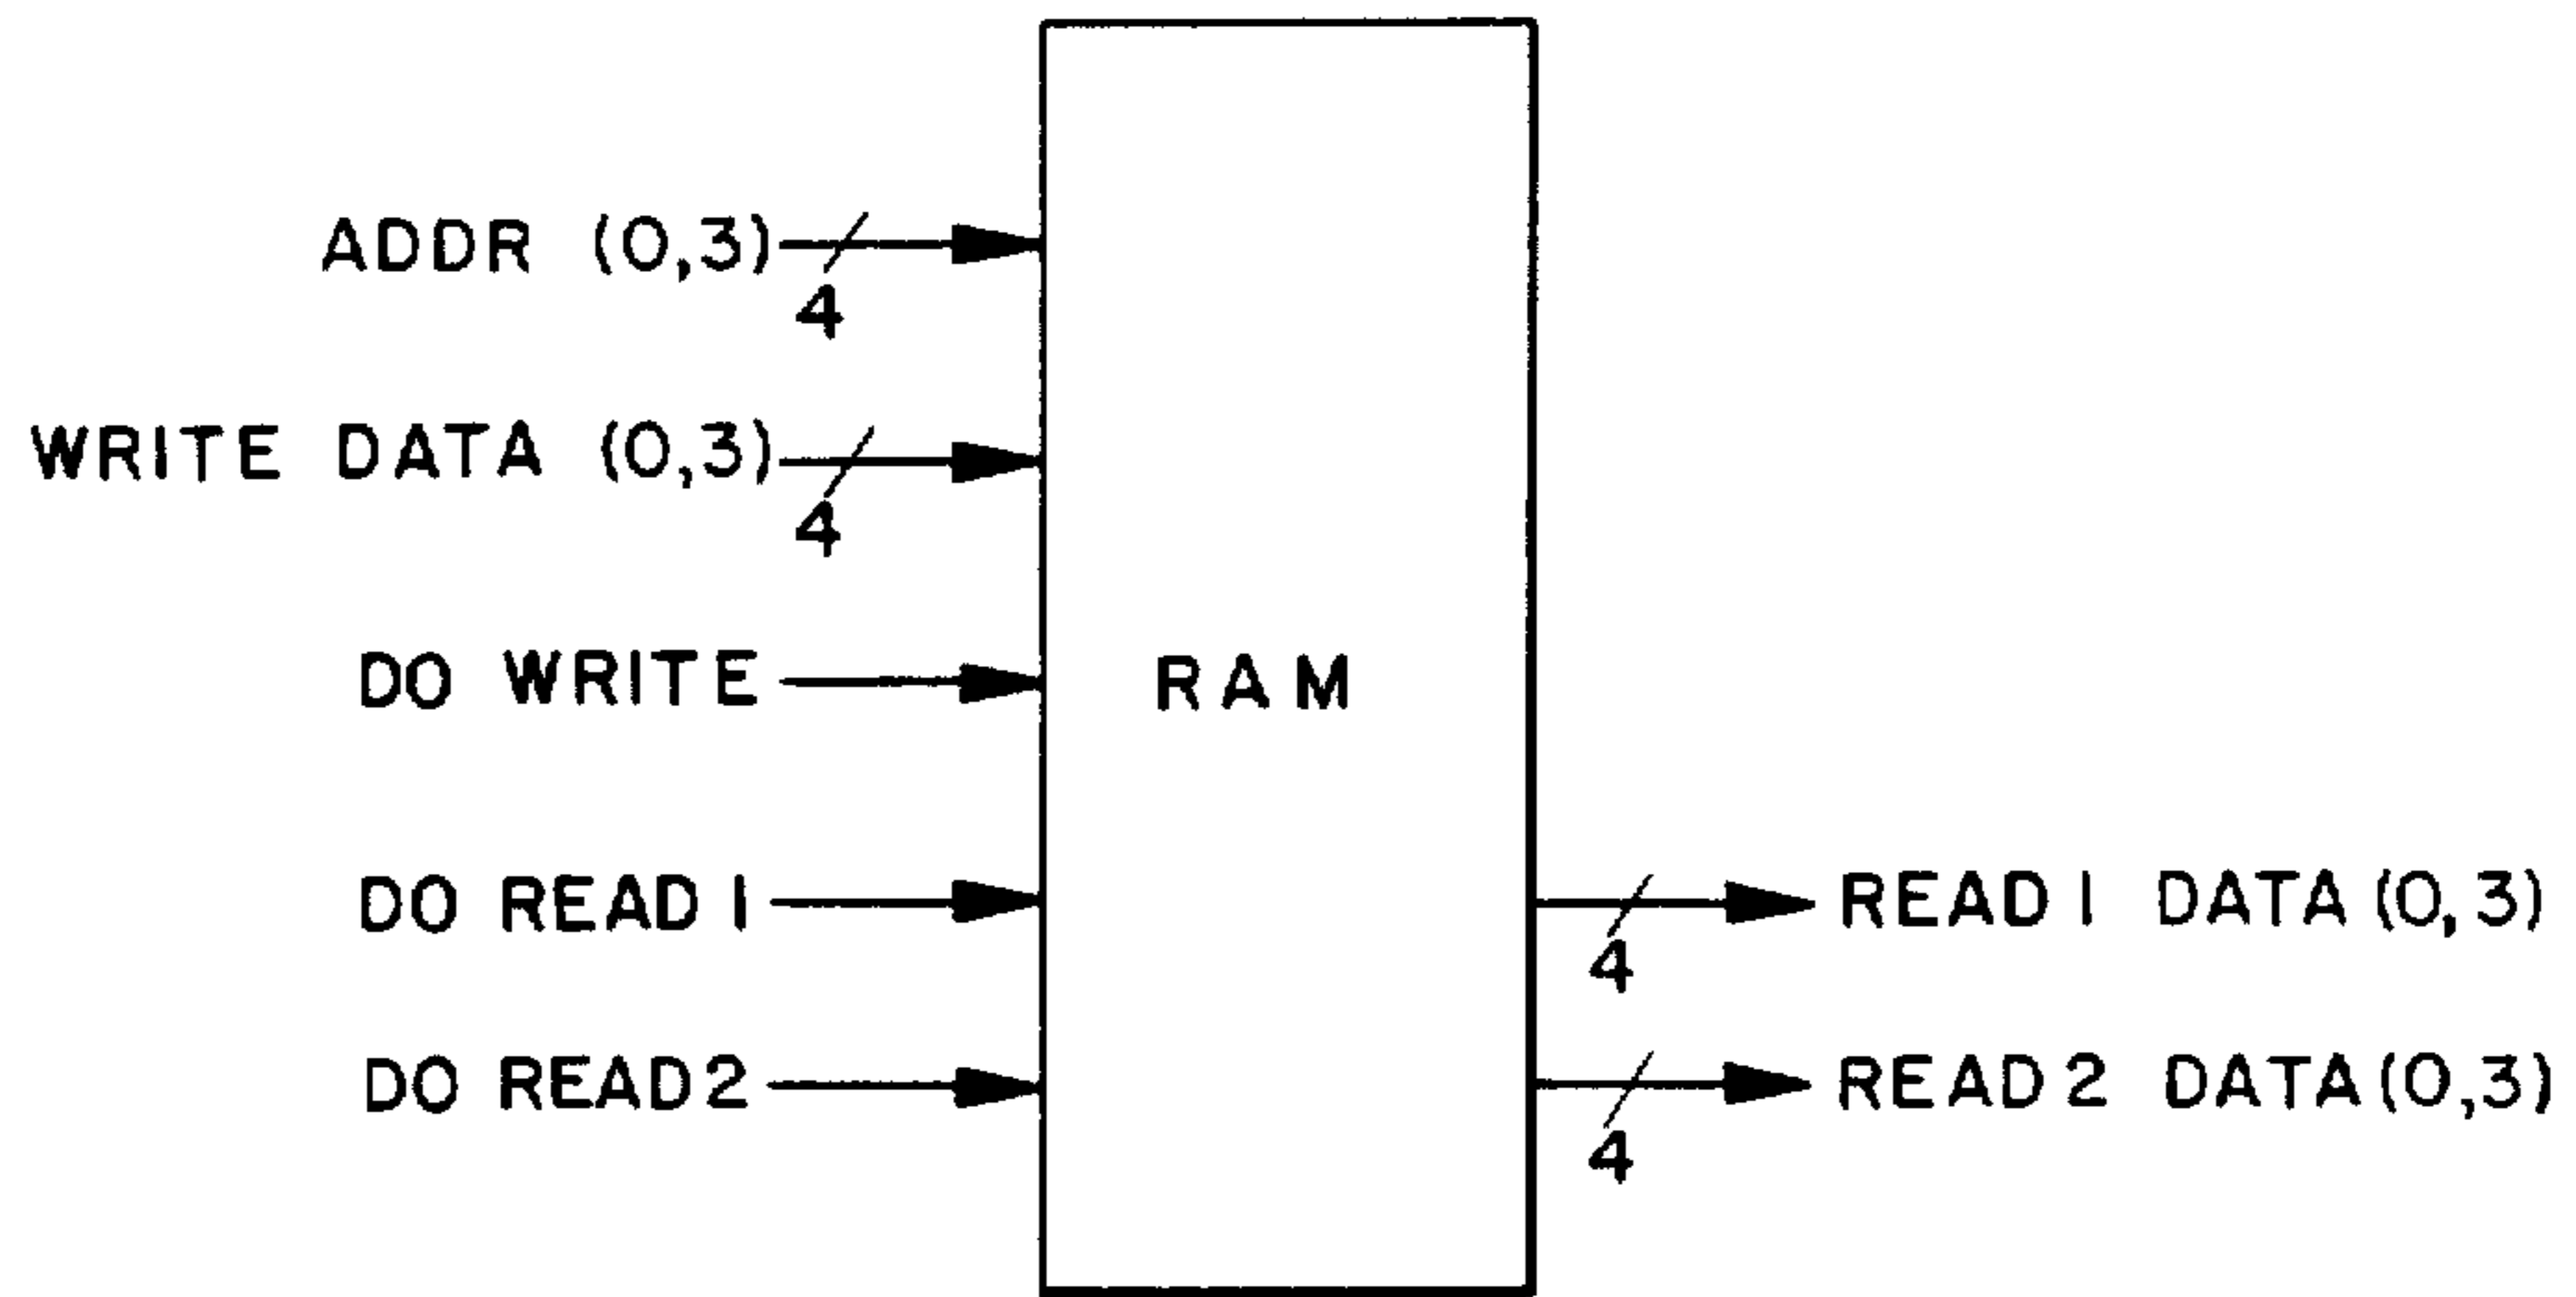 ADDR (0,3)
4
WRITE DATA (0,3)
4
DO WRITE
RAM
DO READ 1
READ 1 DATA (0,3)
4
DO READ 2
READ 2 DATA (0,3)
4